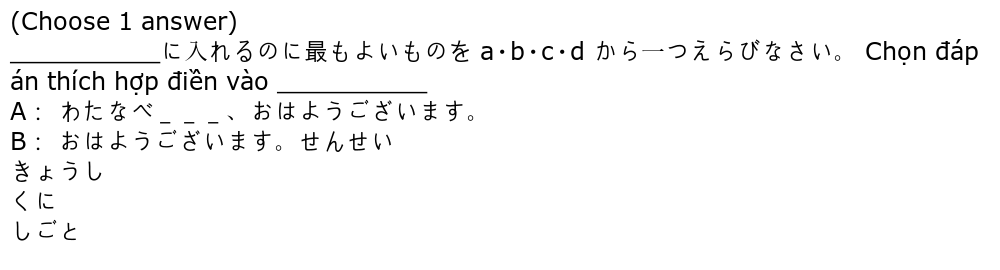 (Choose 1 answer)
____________に入れるのに最もよいものを a・b・c・d から一つえらびなさい。 Chọn đáp
án thích hợp điền vào ____________
A： わたなべ_ _ _、おはようございます。
B： おはようございます。せんせい
きょうし
くに
しごと